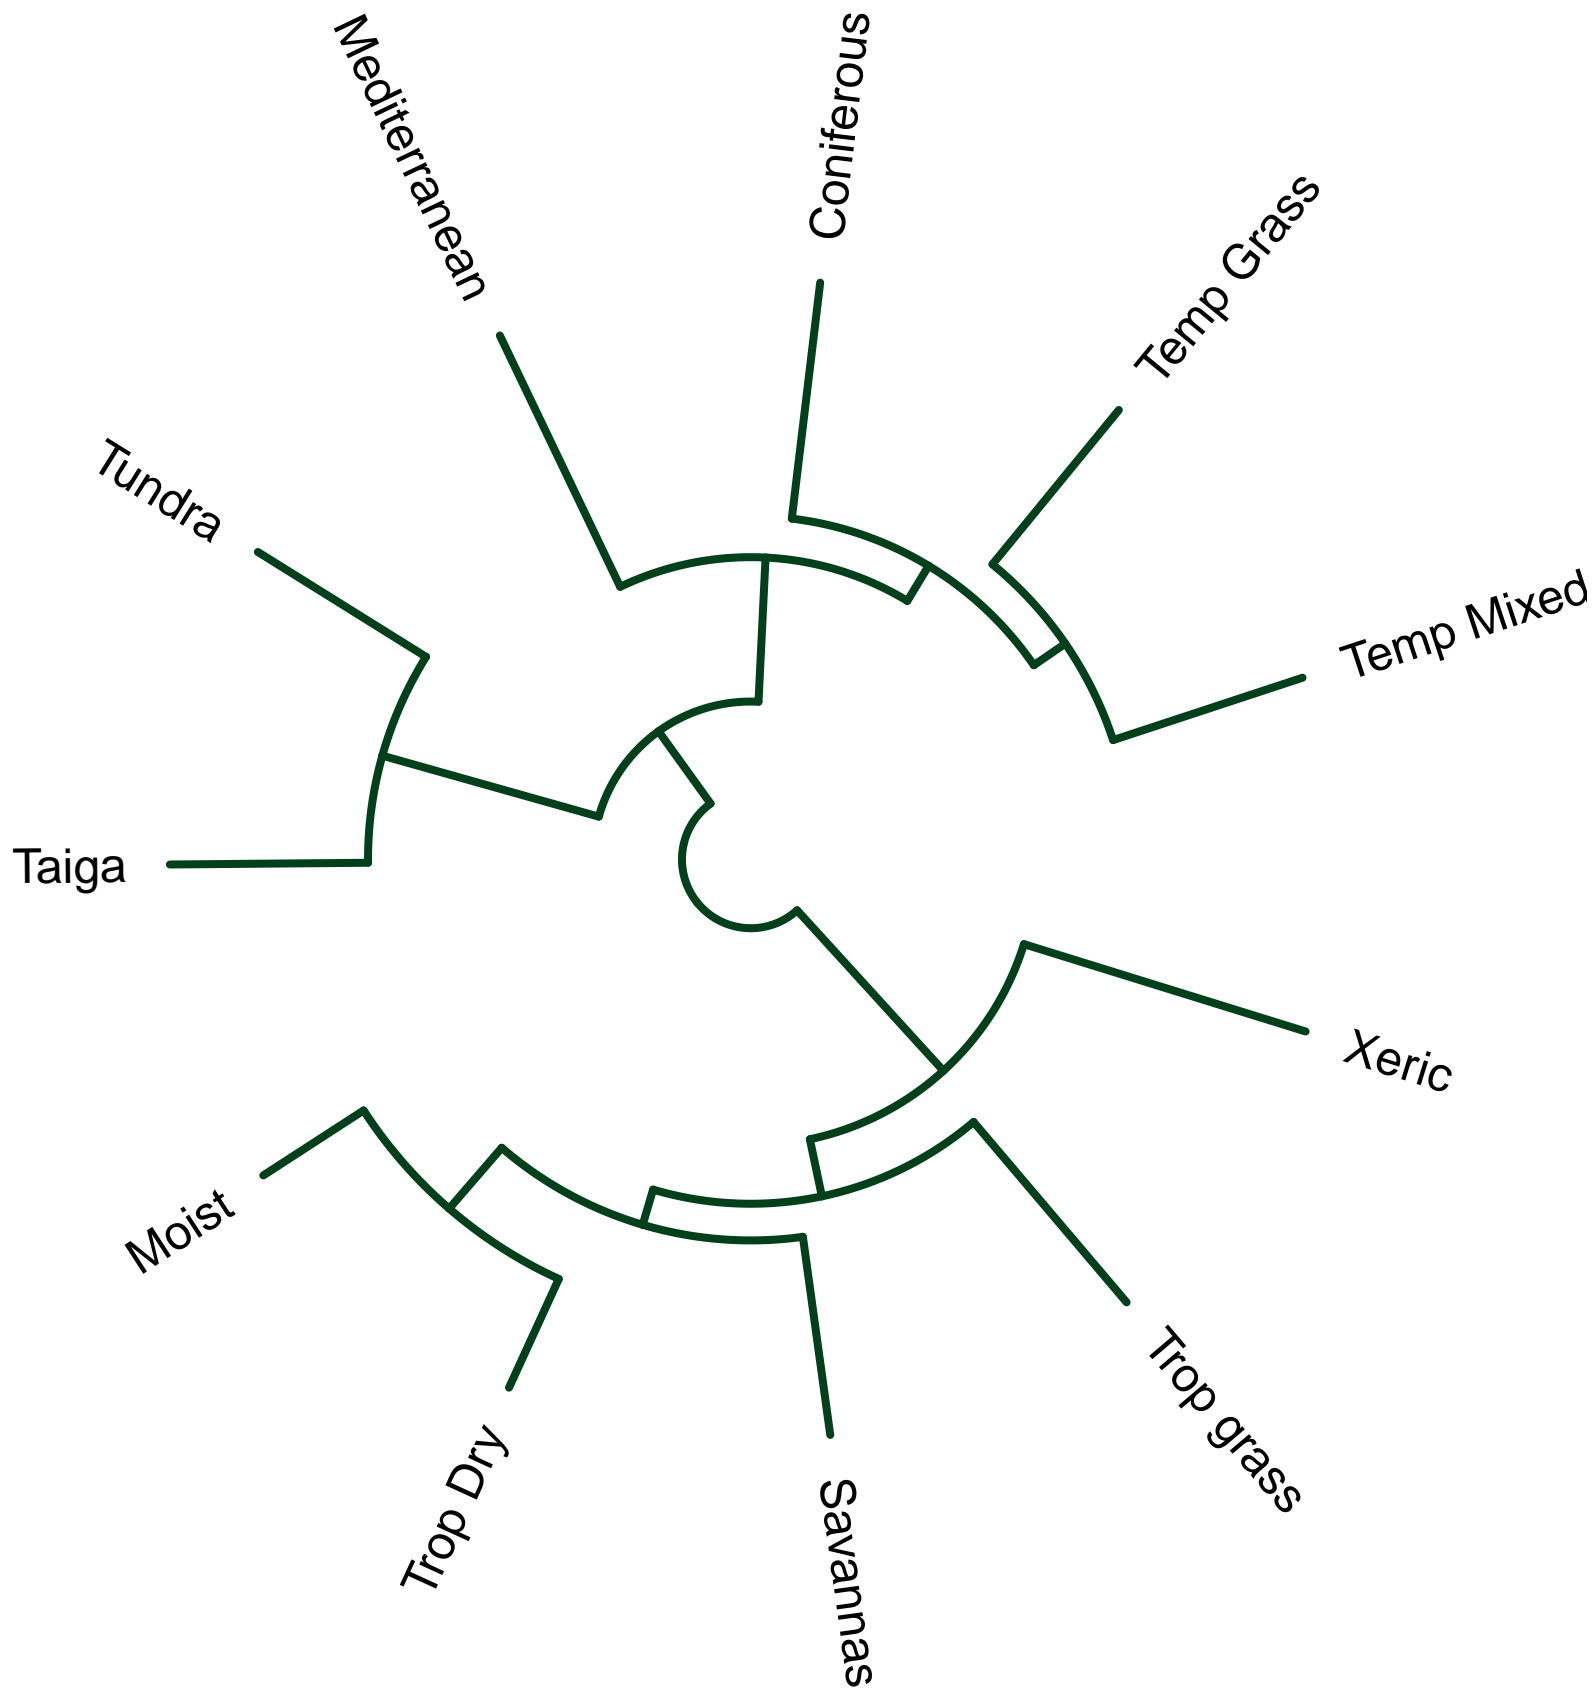 Mediterranean
Coniferous
Temp Grass
Tundra
Temp Mixed
Taiga
Xeric
Moist
Trop grass
Trop Dry
Savannas